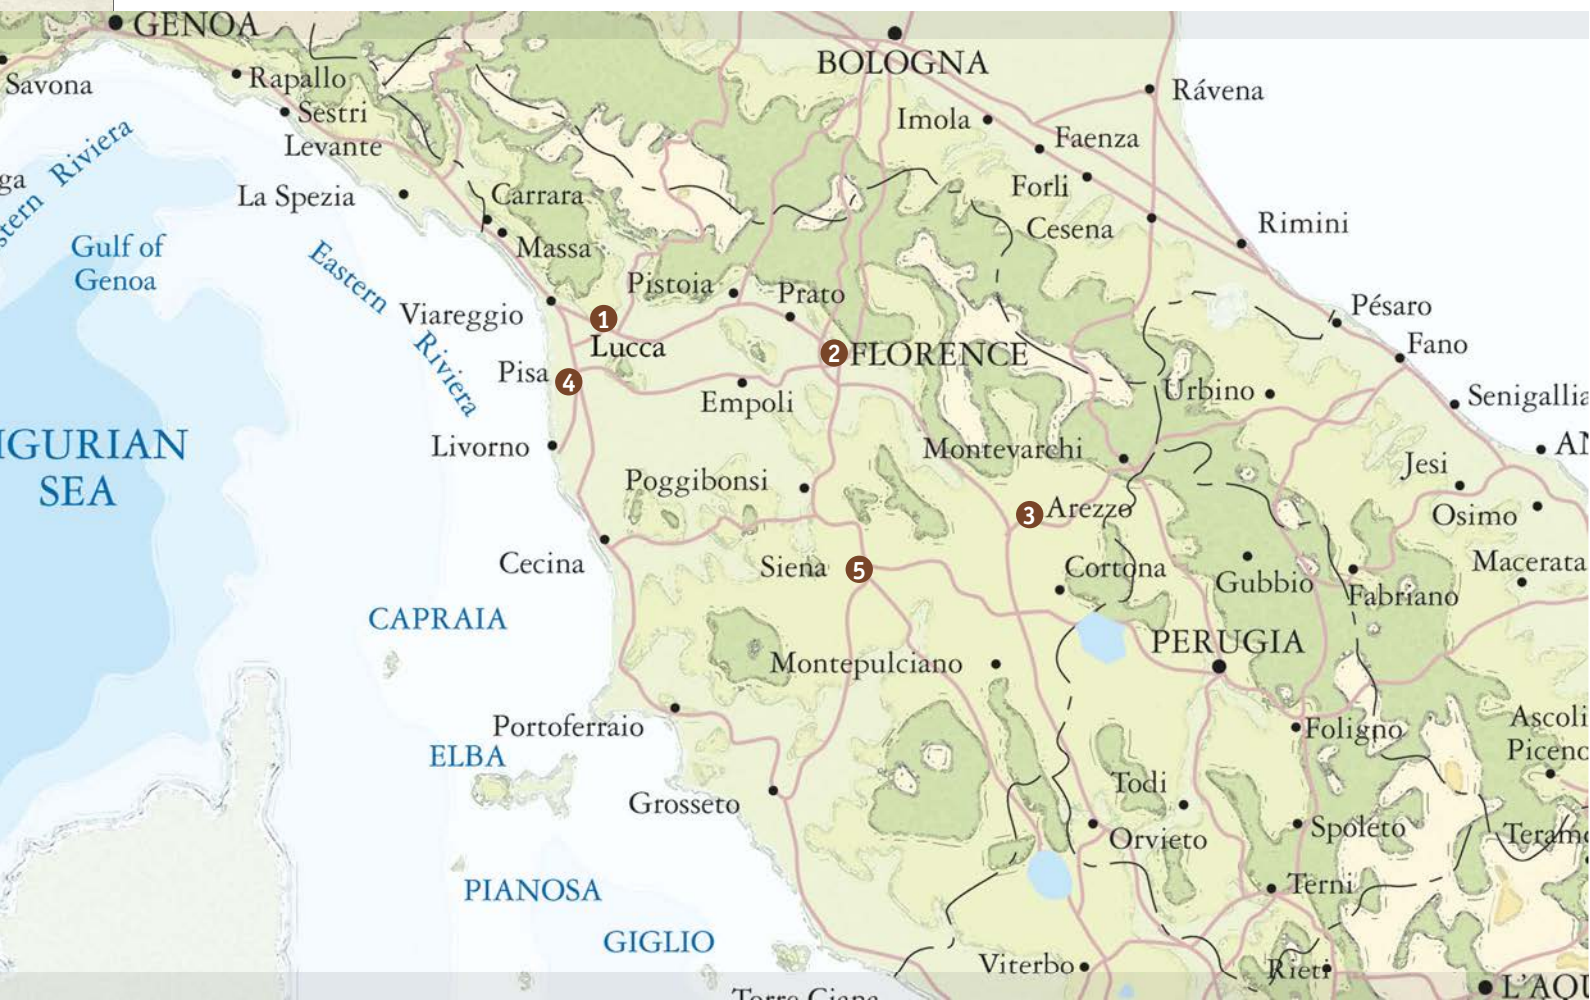 GENOA
BOLOGNA
Savona
Rapallo
Rávena
Sestri
Levante
Imola
Faenza
Eastern Riviera
La Spezia
Carrara
Forli
Cesena
Rimini
Gulf of
Genoa
Massa
Pistoia
Prato
Viareggio
1
Lucca
Pésaro
Fano
2 FLORENCE
Pisa 4
Empoli
Urbino
Senigallia
LIGURIAN
SEA
Livorno
Montevarchi
Jesi
Poggibonsi
3 Arezzo
Osimo
Cecina
Siena 5
Cortona
Gubbio
Fabriano
Macerata
CAPRAIA
PERUGIA
Montepulciano
Portoferraio
Foligno
Ascoli
Piceno
ELBA
Grosseto
Todi
Orvieto
Spoleto
PIANOSA
Terni
GIGLIO
Viterbo
Rieti